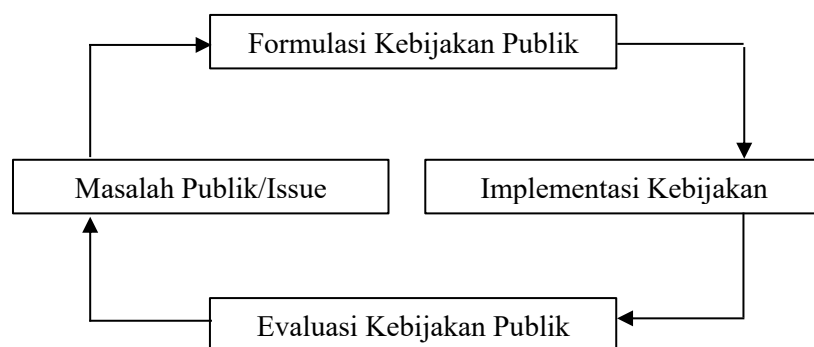 Formulasi Kebijakan Publik
Masalah Publik/Issue
Implementasi Kebijakan
Evaluasi Kebijakan Publik